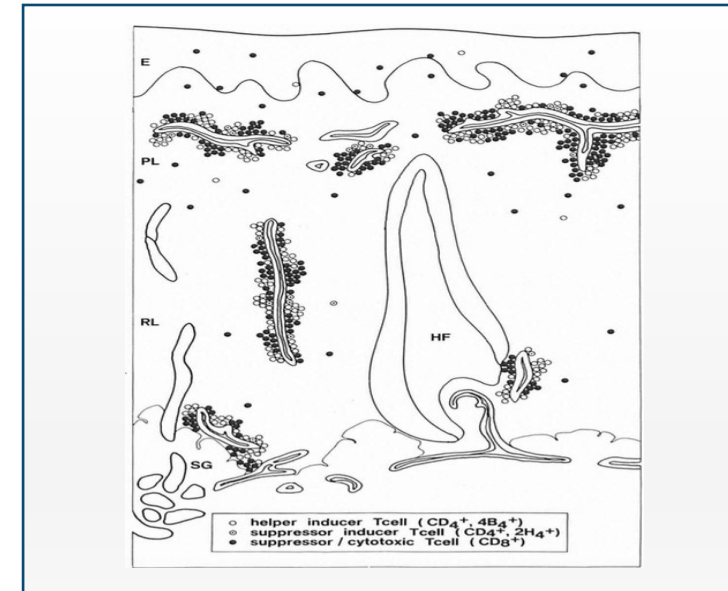 E
PL
RL
HF
SG
○ helper inducer Tcell (CD4+, 4B4+)
◎ suppressor inducer Tcell (CD4+, 2H4+)
● suppressor / cytotoxic Tcell (CD8+)